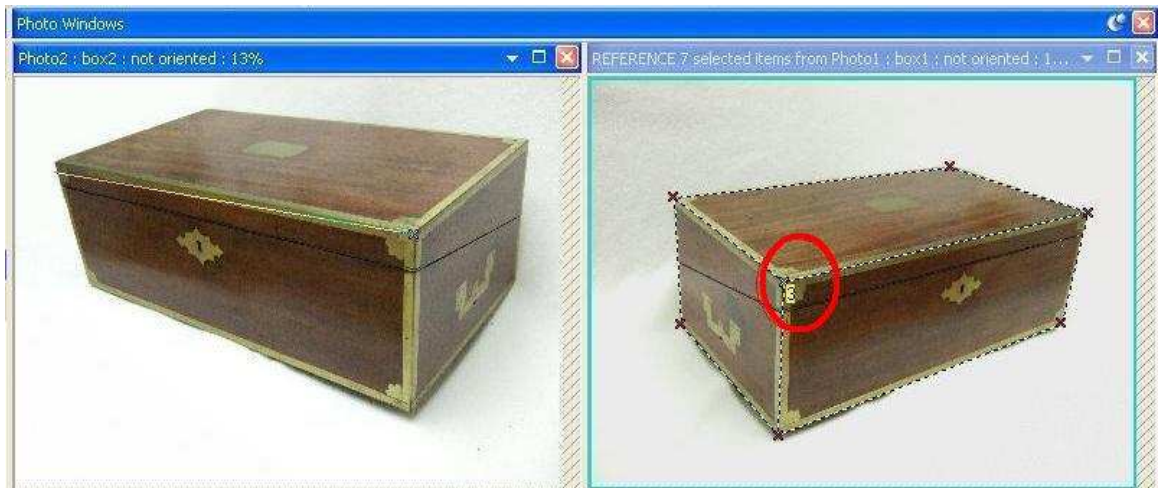 Photo Windows
Photo2 : box2 : not oriented : 13%
REFERENCE 7 selected items from Photo1 : box1 : not oriented : 1...